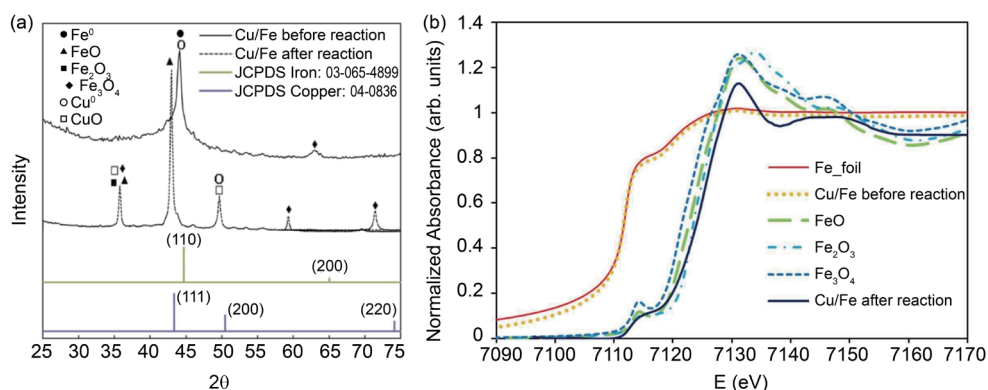 (a)
Fe⁰
FeO
Fe₂O₃
Fe₃O₄
Cu⁰
CuO
Cu/Fe before reaction
Cu/Fe after reaction
JCPDS Iron: 03-065-4899
JCPDS Copper: 04-0836
Intensity
(110)
(200)
(111)
(200)
(220)
25 30 35 40 45 50 55 60 65 70 75
2θ
(b)
Normalized Absorbance (arb. units)
1.4
1.2
1
0.8
0.6
0.4
0.2
0
Fe_foil
Cu/Fe before reaction
FeO
Fe₂O₃
Fe₃O₄
Cu/Fe after reaction
7090 7100 7110 7120 7130 7140 7150 7160 7170
E (eV)